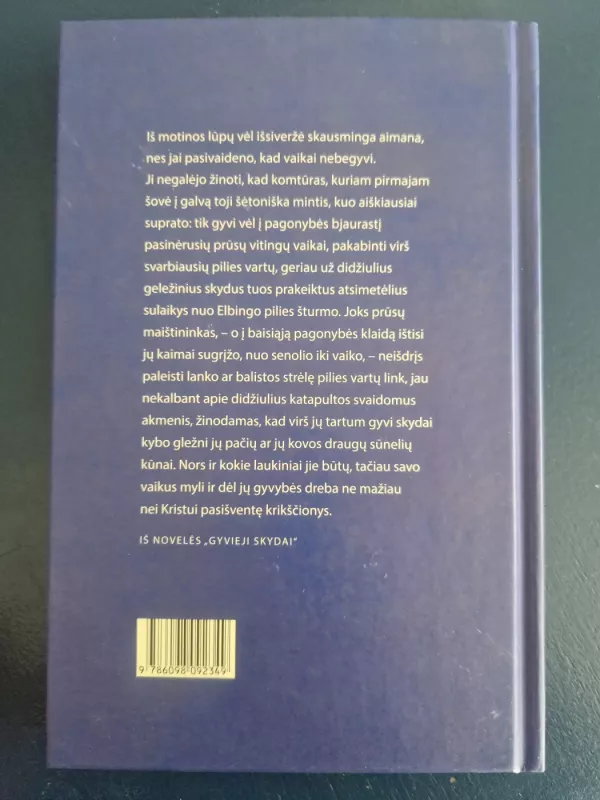 Iš motinos lūpų vėl išsiveržė skausminga aimana,
nes jai pasivaideno, kad vaikai nebegyvi.
Ji negalėjo žinoti, kad komtūras, kuriam pirmajam
šovė į galvą toji šėtoniška mintis, kuo aiškiausiai
suprato: tik gyvi vėl į pagonybės bjaurastį
pasinėrusių prūsų vitingų vaikai, pakabinti virš
svarbiausių pilies vartų, geriau už didžiulius
geležinius skydus tuos prakeiktus atsimetėlius
sulaikys nuo Elbingo pilies šturmo. Joks prūsų
maištininkas, – o į baisiąją pagonybės klaidą ištisi
jų kaimai sugrįžo, nuo senolio iki vaiko, – neišdrįs
paleisti lanko ar balistos strėlę pilies vartų link, jau
nekalbant apie didžiulius katapultos svaidomus
akmenis, žinodamas, kad virš jų tartum gyvi skydai
kybo gležni jų pačių ar jų kovos draugų sūnelių
kūnai. Nors ir kokie laukiniai jie būtų, tačiau savo
vaikus myli ir dėl jų gyvybės dreba ne mažiau
nei Kristui pasišventę krikščionys.
IŠ NOVELĖS „GYVIEJI SKYDAI“
9 786098 092349